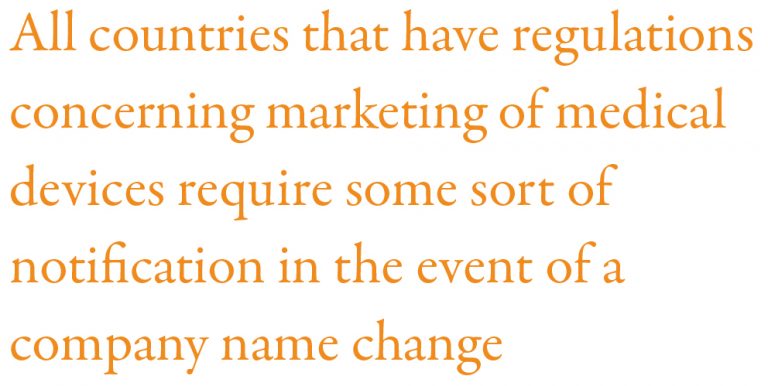 All countries that have regulations
concerning marketing of medical
devices require some sort of
notification in the event of a
company name change